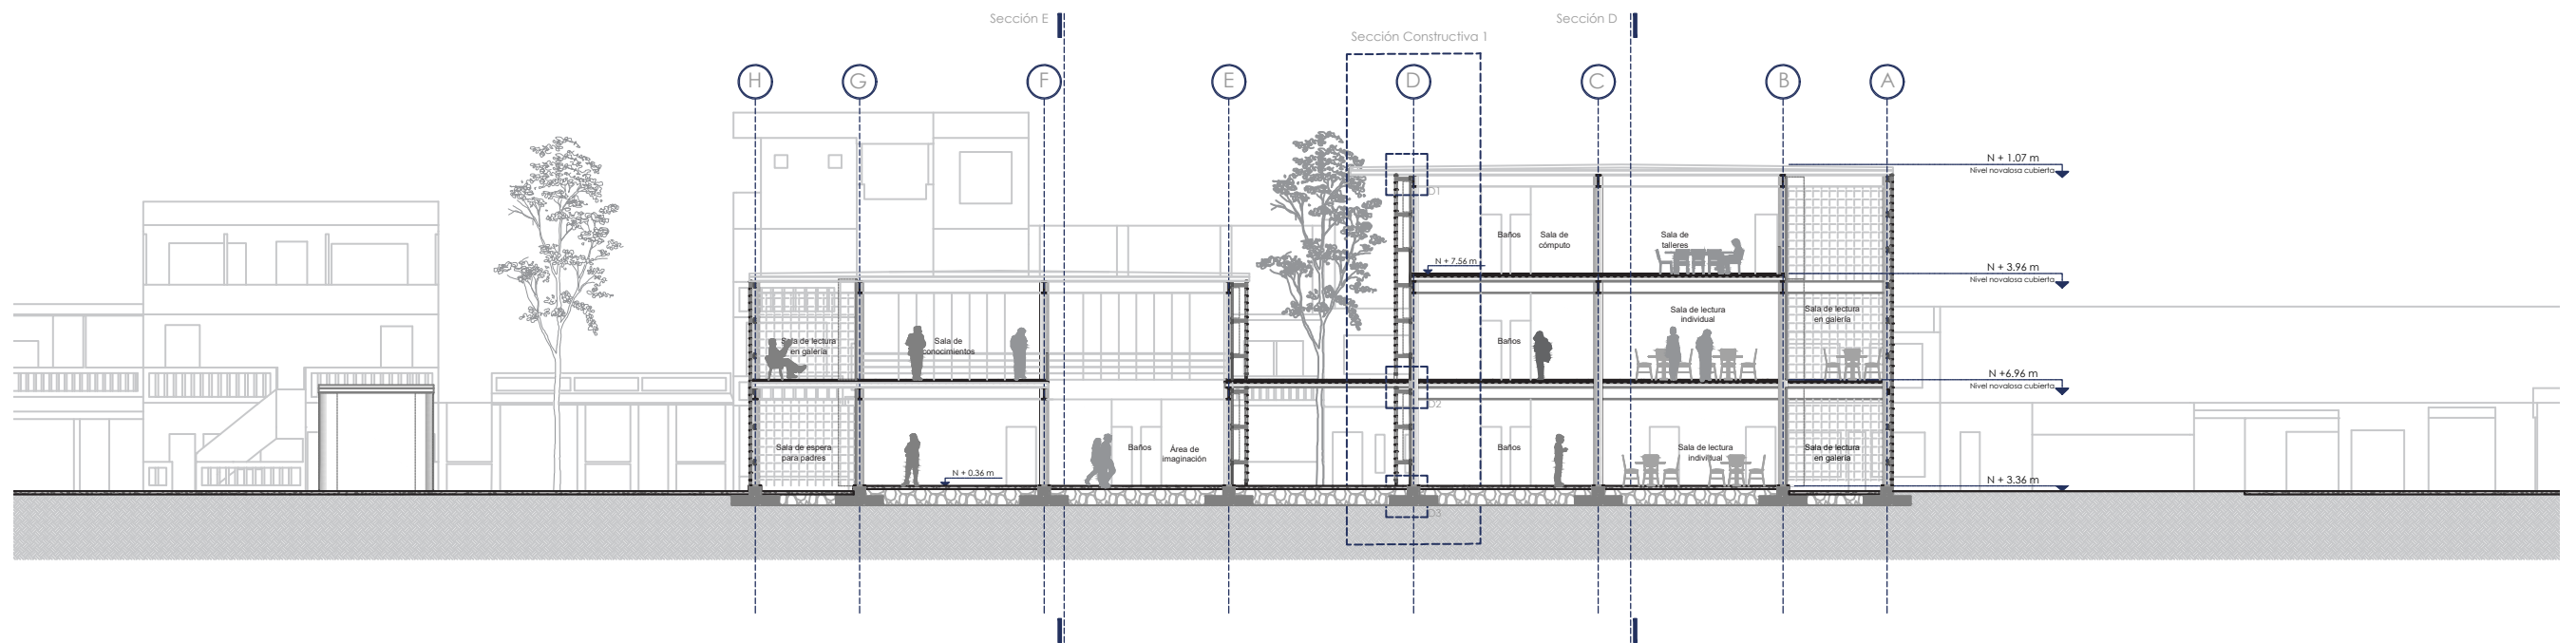 Sección E
Sección D
Sección Constructiva 1
H
G
F
E
D
C
B
A
N + 1.07 m
Nivel novalosa cubierta
D1
Baños
Sala de
cómputo
Sala de
talleres
N + 7.56 m
N + 3.96 m
Nivel novalosa cubierta
Sala de lectura
en galería
Sala de
conocimientos
Baños
Sala de lectura
individual
Sala de lectura
en galería
N +6.96 m
Nivel novalosa cubierta
D2
Sala de espera
para padres
N + 0.36 m
Baños
Área de
imaginación
Baños
Sala de lectura
individual
Sala de lectura
en galería
N + 3.36 m
D3